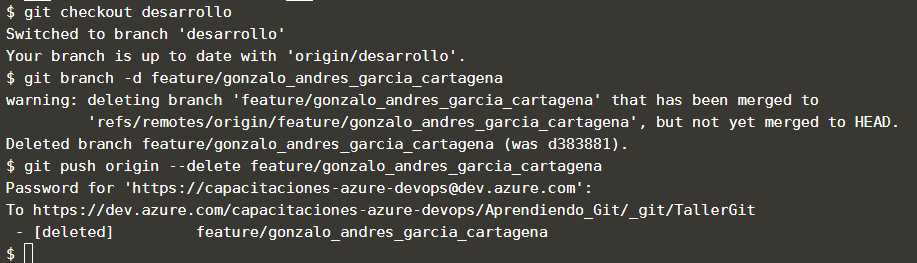 $ git checkout desarrollo
Switched to branch 'desarrollo'
Your branch is up to date with 'origin/desarrollo'.
$ git branch -d feature/gonzalo_andres_garcia_cartagena
warning: deleting branch 'feature/gonzalo_andres_garcia_cartagena' that has been merged to
         'refs/remotes/origin/feature/gonzalo_andres_garcia_cartagena', but not yet merged to HEAD.
Deleted branch feature/gonzalo_andres_garcia_cartagena (was d383881).
$ git push origin --delete feature/gonzalo_andres_garcia_cartagena
Password for 'https://capacitaciones-azure-devops@dev.azure.com':
To https://dev.azure.com/capacitaciones-azure-devops/Aprendiendo_Git/_git/TallerGit
 - [deleted]         feature/gonzalo_andres_garcia_cartagena
$